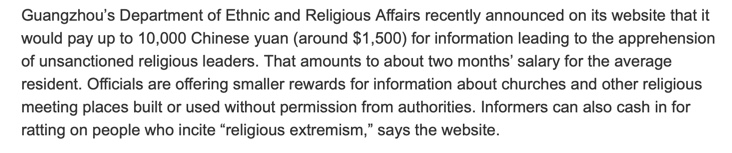 Guangzhou’s Department of Ethnic and Religious Affairs recently announced on its website that it
would pay up to 10,000 Chinese yuan (around $1,500) for information leading to the apprehension
of unsanctioned religious leaders. That amounts to about two months’ salary for the average
resident. Officials are offering smaller rewards for information about churches and other religious
meeting places built or used without permission from authorities. Informers can also cash in for
ratting on people who incite “religious extremism,” says the website.